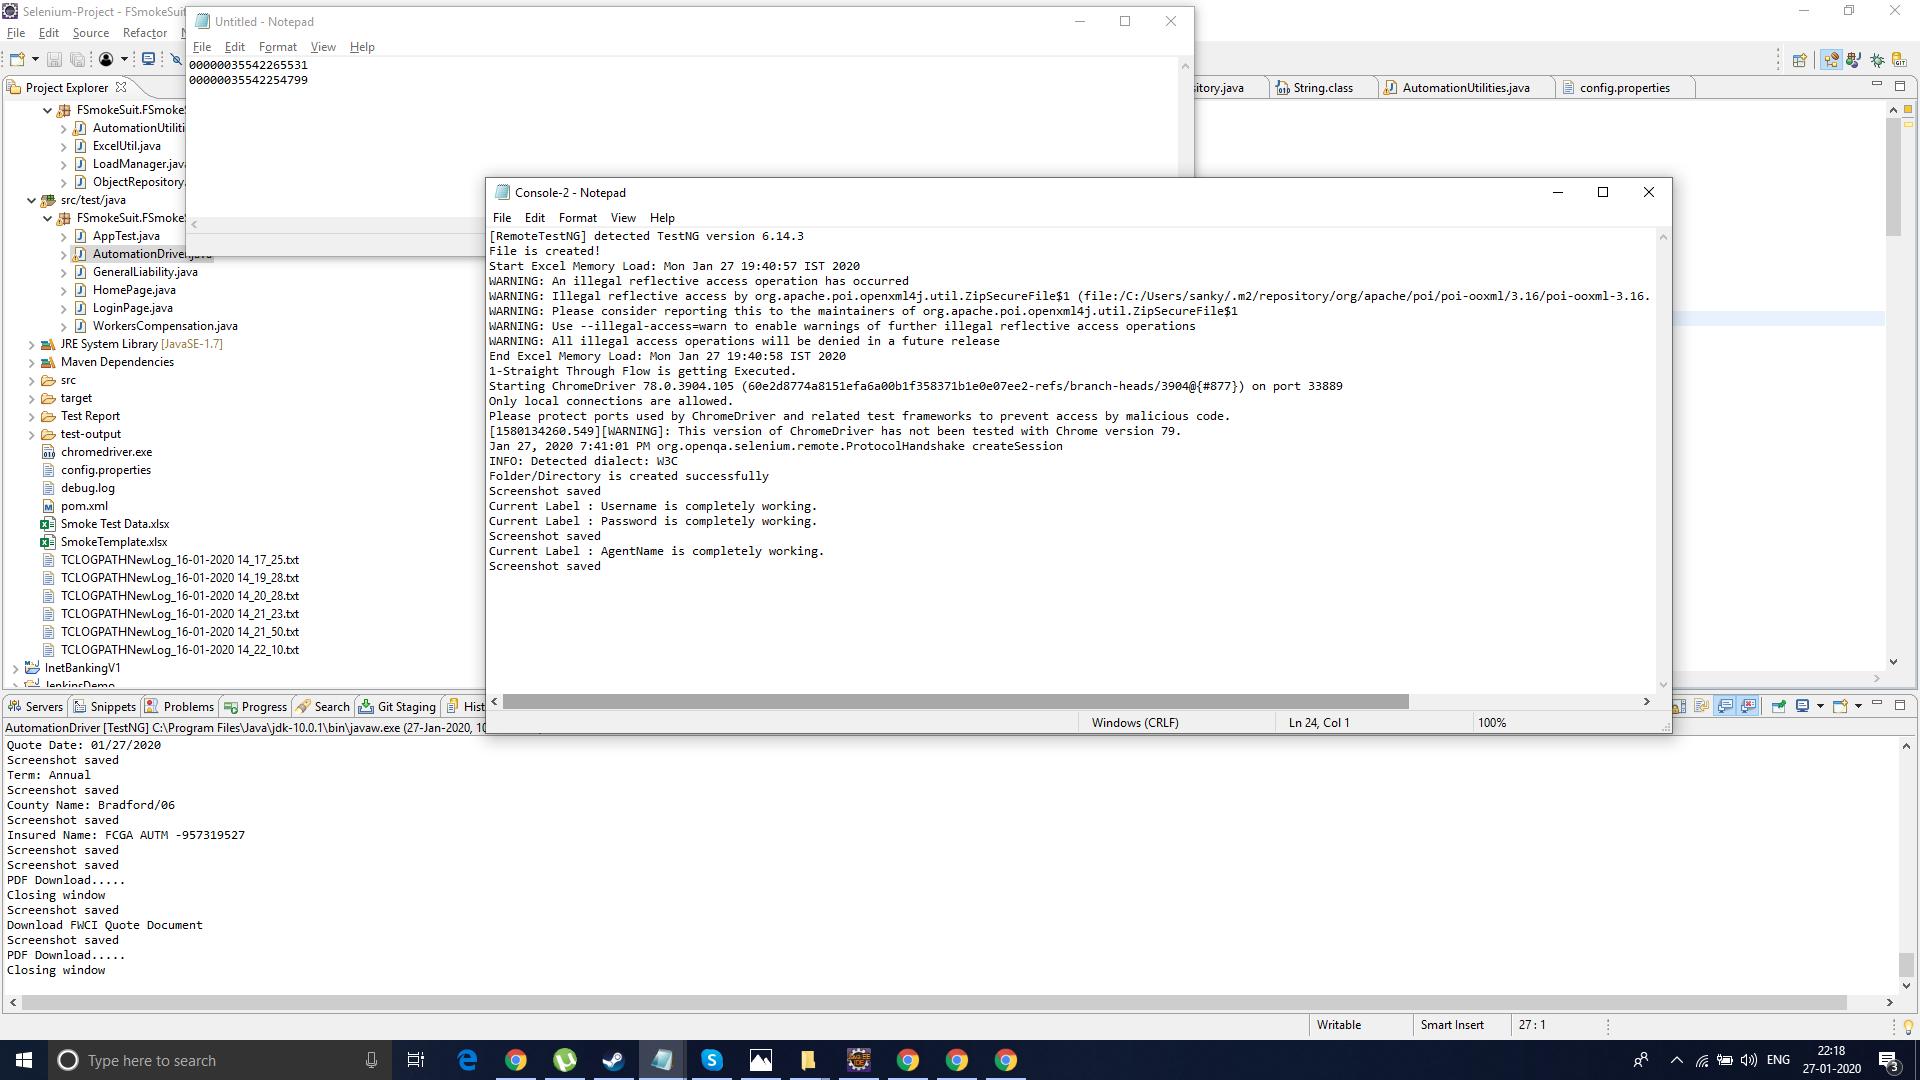 Selenium-Project - FSmokeSuit
File Edit Source Refactor
Untitled - Notepad
File Edit Format View Help
00000035542265531
00000035542254799
Project Explorer
FSmokeSuit.FSmokeS
AutomationUtiliti
ExcelUtil.java
LoadManager.java
ObjectRepository.
src/test/java
FSmokeSuit.FSmokeS
AppTest.java
AutomationDriver.java
GeneralLiability.java
HomePage.java
LoginPage.java
WorkersCompensation.java
JRE System Library [JavaSE-1.7]
Maven Dependencies
src
target
Test Report
test-output
chromedriver.exe
config.properties
debug.log
pom.xml
Smoke Test Data.xlsx
SmokeTemplate.xlsx
TCLOGPATHNewLog_16-01-2020 14_17_25.txt
TCLOGPATHNewLog_16-01-2020 14_19_28.txt
TCLOGPATHNewLog_16-01-2020 14_20_28.txt
TCLOGPATHNewLog_16-01-2020 14_21_23.txt
TCLOGPATHNewLog_16-01-2020 14_21_50.txt
TCLOGPATHNewLog_16-01-2020 14_22_10.txt
InetBankingV1
JenkinsDemo
itory.java String.class AutomationUtilities.java config.properties
Console-2 - Notepad
File Edit Format View Help
[RemoteTestNG] detected TestNG version 6.14.3
File is created!
Start Excel Memory Load: Mon Jan 27 19:40:57 IST 2020
WARNING: An illegal reflective access operation has occurred
WARNING: Illegal reflective access by org.apache.poi.openxml4j.util.ZipSecureFile$1 (file:/C:/Users/sanky/.m2/repository/org/apache/poi/poi-ooxml/3.16/poi-ooxml-3.16.
WARNING: Please consider reporting this to the maintainers of org.apache.poi.openxml4j.util.ZipSecureFile$1
WARNING: Use --illegal-access=warn to enable warnings of further illegal reflective access operations
WARNING: All illegal access operations will be denied in a future release
End Excel Memory Load: Mon Jan 27 19:40:58 IST 2020
1-Straight Through Flow is getting Executed.
Starting ChromeDriver 78.0.3904.105 (60e2d8774a8151efa6a00b1f358371b1e0e07ee2-refs/branch-heads/3904@{#877}) on port 33889
Only local connections are allowed.
Please protect ports used by ChromeDriver and related test frameworks to prevent access by malicious code.
[1580134260.549][WARNING]: This version of ChromeDriver has not been tested with Chrome version 79.
Jan 27, 2020 7:41:01 PM org.openqa.selenium.remote.ProtocolHandshake createSession
INFO: Detected dialect: W3C
Folder/Directory is created successfully
Screenshot saved
Current Label : Username is completely working.
Current Label : Password is completely working.
Screenshot saved
Current Label : AgentName is completely working.
Screenshot saved
Windows (CRLF) Ln 24, Col 1 100%
Servers Snippets Problems Progress Search Git Staging Hist
AutomationDriver [TestNG] C:\Program Files\Java\jdk-10.0.1\bin\javaw.exe (27-Jan-2020, 10
Quote Date: 01/27/2020
Screenshot saved
Term: Annual
Screenshot saved
County Name: Bradford/06
Screenshot saved
Insured Name: FCGA AUTM -957319527
Screenshot saved
Screenshot saved
PDF Download.....
Closing window
Screenshot saved
Download FWCI Quote Document
Screenshot saved
PDF Download.....
Closing window
Writable Smart Insert 27 : 1
Type here to search
ENG
22:18
27-01-2020
3